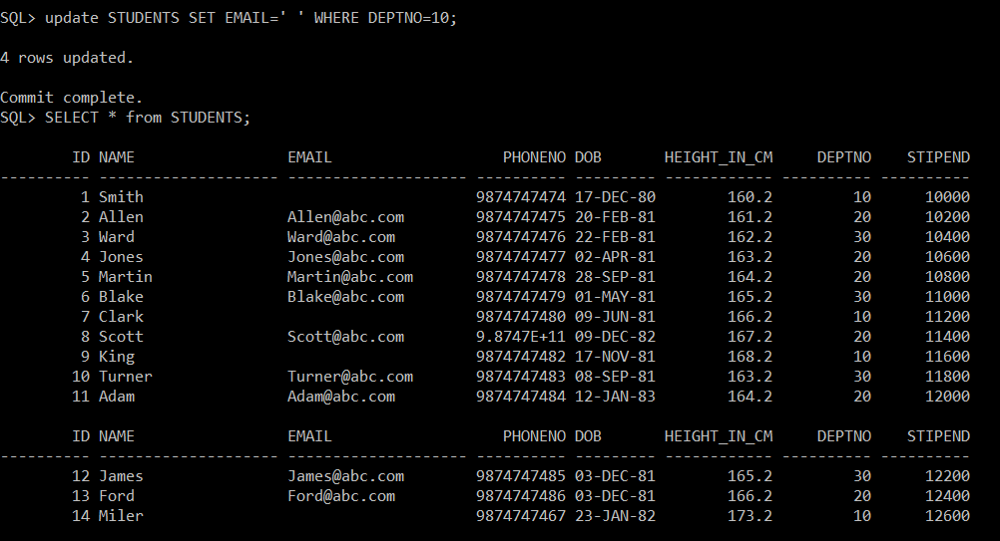 SQL> update STUDENTS SET EMAIL=' ' WHERE DEPTNO=10;
4 rows updated.
Commit complete.
SQL> SELECT * from STUDENTS;
        ID NAME                 EMAIL                   PHONENO DOB       HEIGHT_IN_CM     DEPTNO    STIPEND
---------- -------------------- -------------------- ---------- --------- ------------ ---------- ----------
         1 Smith                                     9874747474 17-DEC-80        160.2         10      10000
         2 Allen                Allen@abc.com        9874747475 20-FEB-81        161.2         20      10200
         3 Ward                 Ward@abc.com         9874747476 22-FEB-81        162.2         30      10400
         4 Jones                Jones@abc.com        9874747477 02-APR-81        163.2         20      10600
         5 Martin               Martin@abc.com       9874747478 28-SEP-81        164.2         20      10800
         6 Blake                Blake@abc.com        9874747479 01-MAY-81        165.2         30      11000
         7 Clark                                     9874747480 09-JUN-81        166.2         10      11200
         8 Scott                Scott@abc.com        9.8747E+11 09-DEC-82        167.2         20      11400
         9 King                                      9874747482 17-NOV-81        168.2         10      11600
        10 Turner               Turner@abc.com       9874747483 08-SEP-81        163.2         30      11800
        11 Adam                 Adam@abc.com         9874747484 12-JAN-83        164.2         20      12000
        ID NAME                 EMAIL                   PHONENO DOB       HEIGHT_IN_CM     DEPTNO    STIPEND
---------- -------------------- -------------------- ---------- --------- ------------ ---------- ----------
        12 James                James@abc.com        9874747485 03-DEC-81        165.2         30      12200
        13 Ford                 Ford@abc.com         9874747486 03-DEC-81        166.2         20      12400
        14 Miler                                     9874747467 23-JAN-82        173.2         10      12600